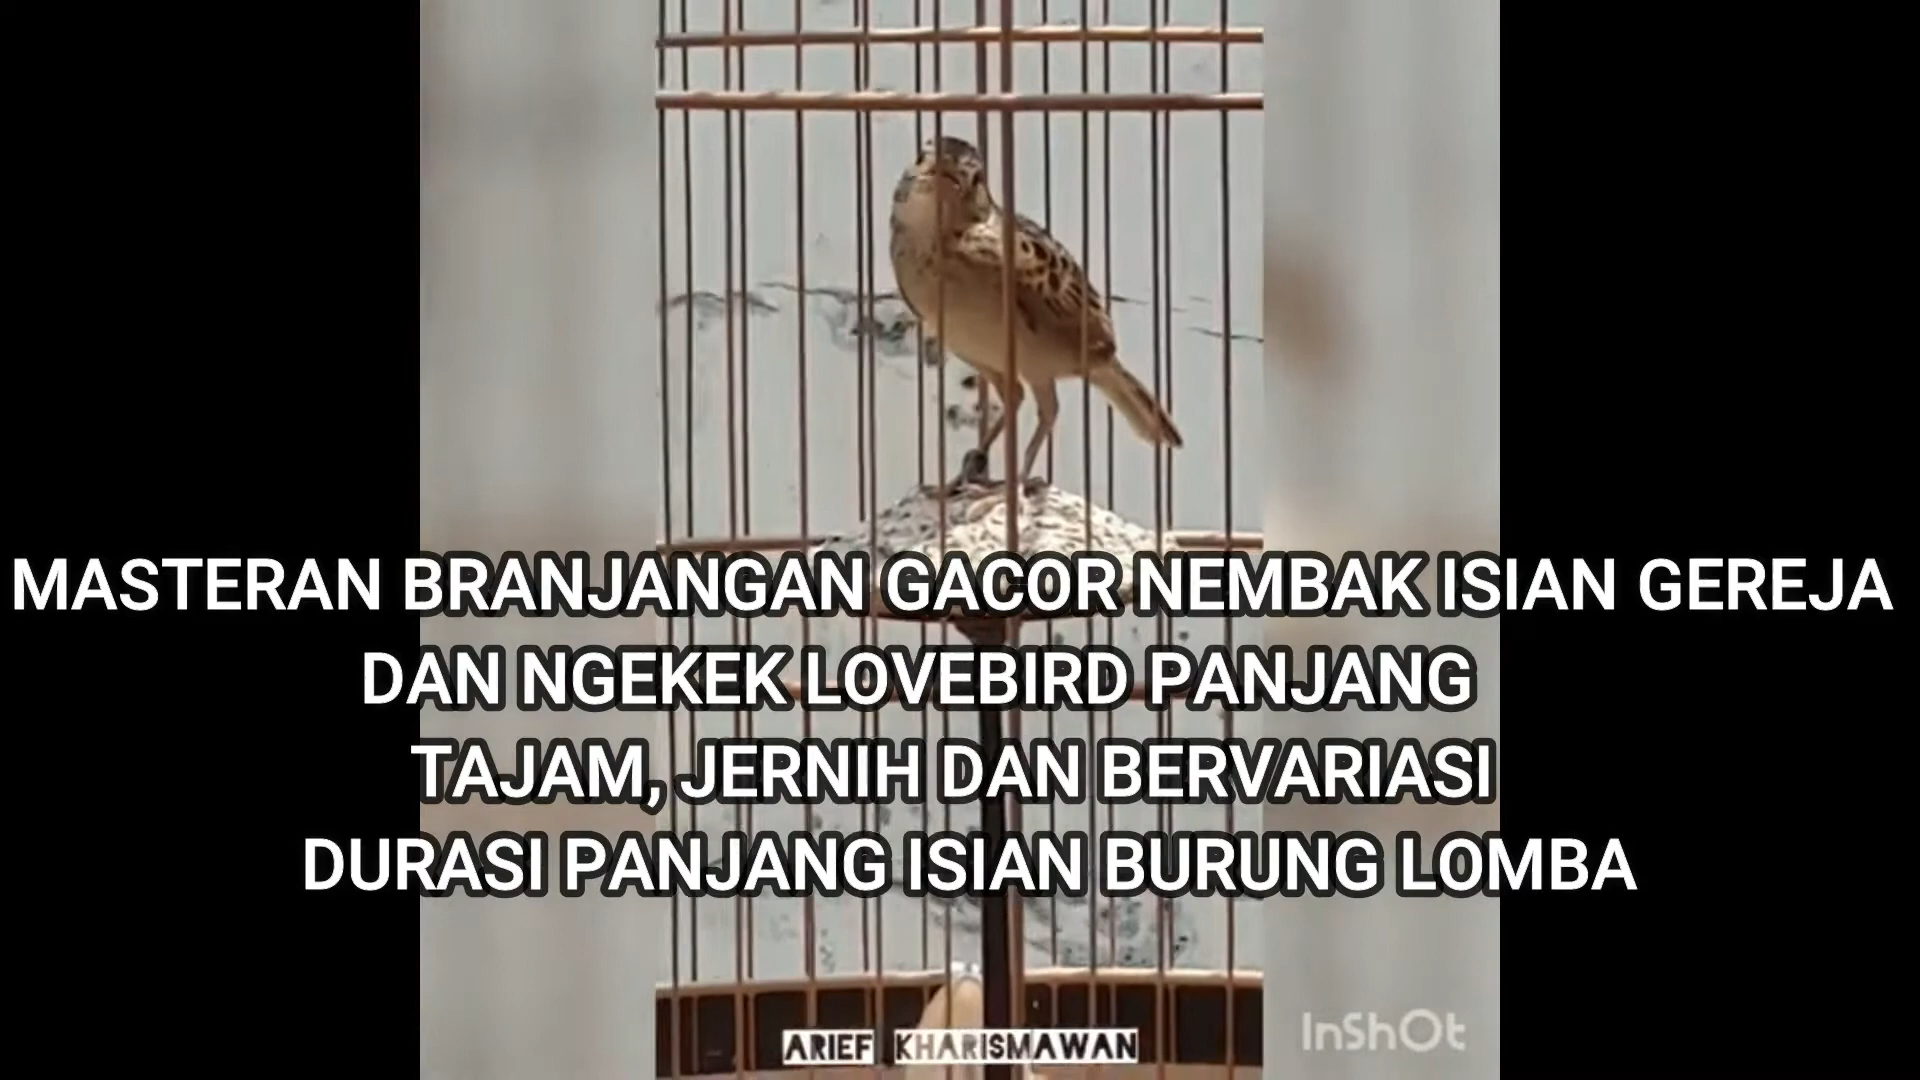 MASTERAN BRANJANGAN GACOR NEMBAK ISIAN GEREJA
DAN NGEKEK LOVEBIRD PANJANG
TAJAM, JERNIH DAN BERVARIASI
DURASI PANJANG ISIAN BURUNG LOMBA
ARIEF KHARISMAWAN
InShOt